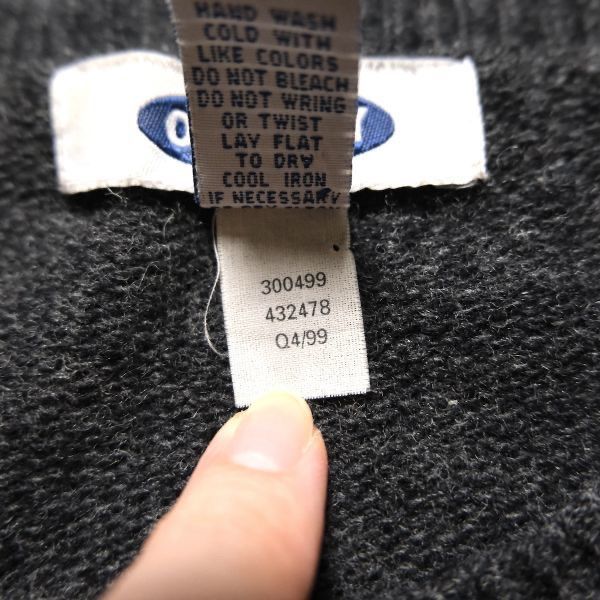 HAND WASH
COLD WITH
LIKE COLORS
DO NOT BLEACH
DO NOT WRING
OR TWIST
LAY FLAT
TO DRY
COOL IRON
IF NECESSARY
300499
432478
Q4/99